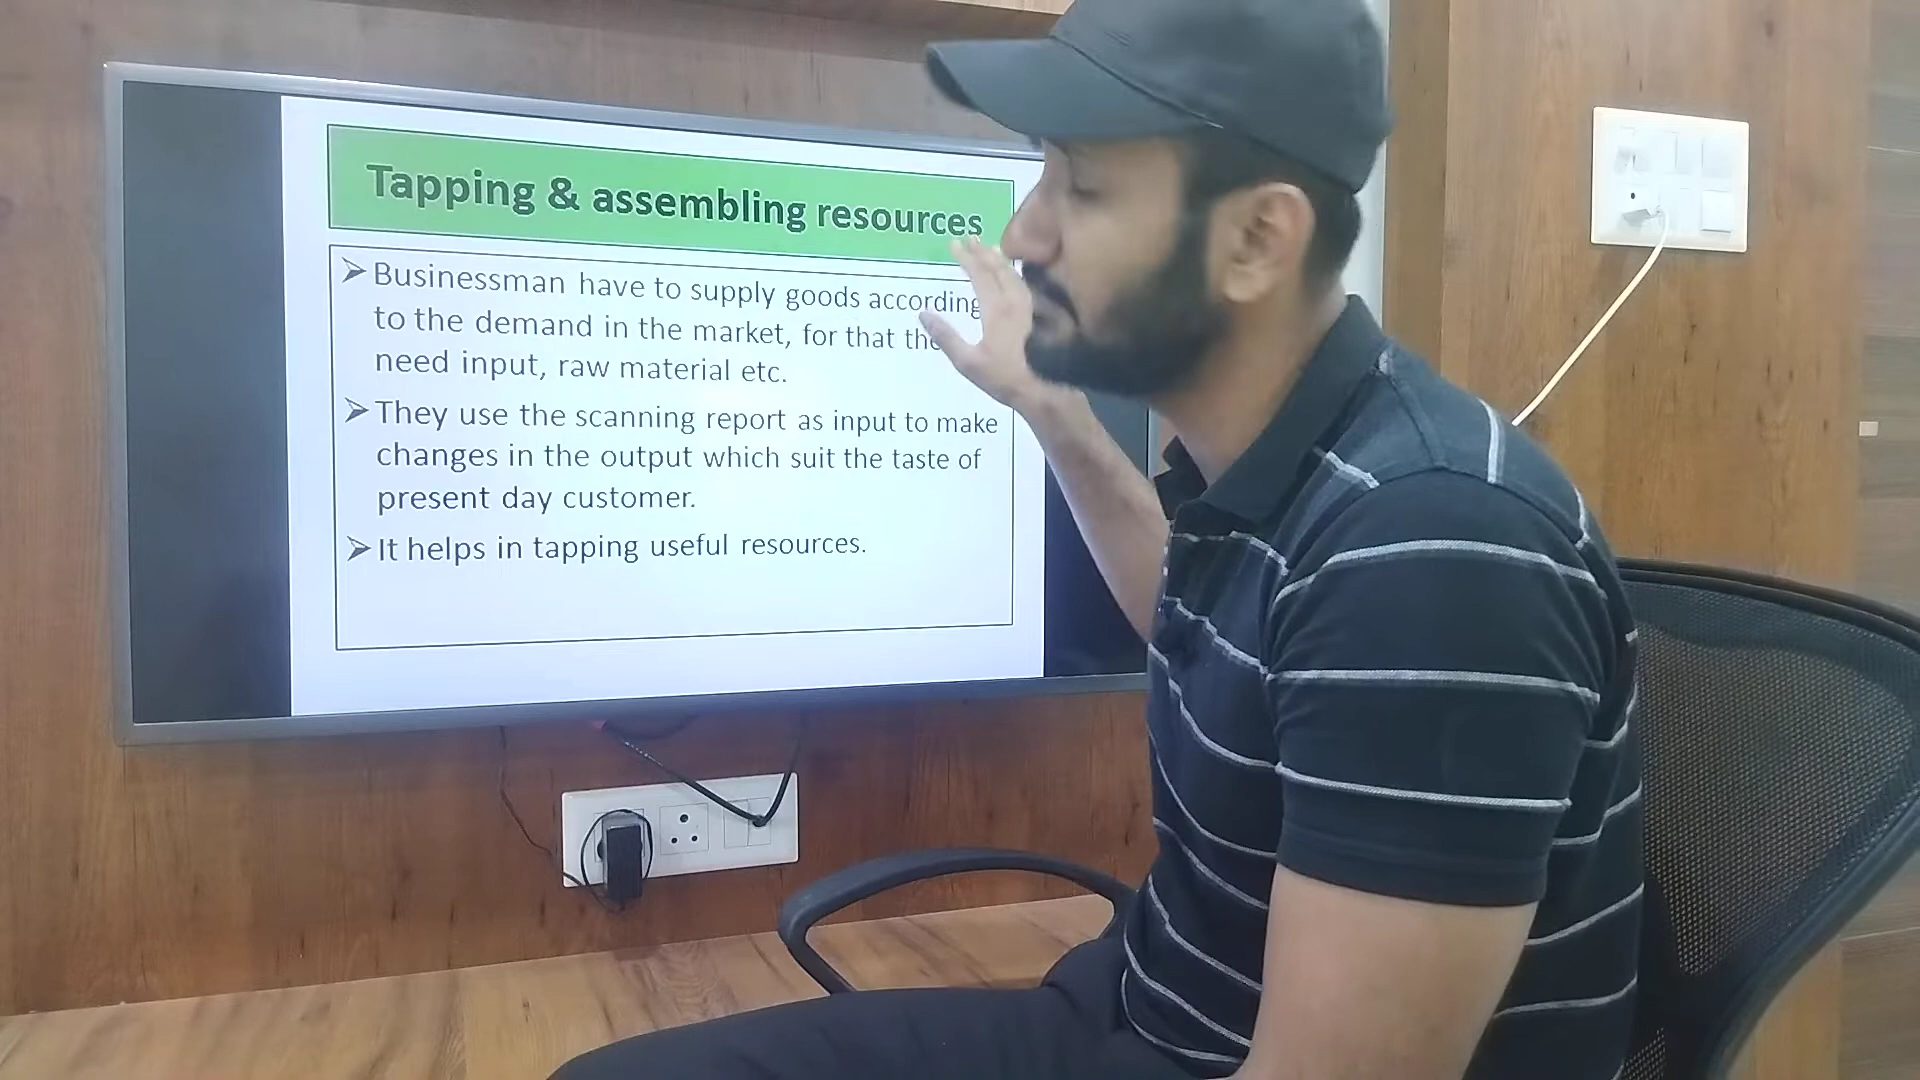 Tapping & assembling resources
➤ Businessman have to supply goods according
to the demand in the market, for that
need input, raw material etc.
➤ They use the scanning report as input to make
changes in the output which suit the taste of
present day customer.
➤ It helps in tapping useful resources.